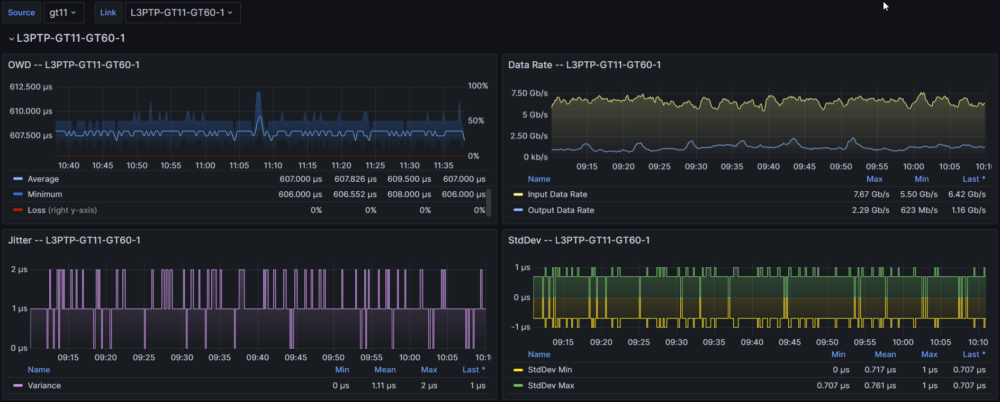 Source gt11 Link L3PTP-GT11-GT60-1
L3PTP-GT11-GT60-1
OWD -- L3PTP-GT11-GT60-1
612.500 µs
610.000 µs
607.500 µs
100%
50%
0%
10:40 10:45 10:50 10:55 11:00 11:05 11:10 11:15 11:20 11:25 11:30 11:35
Average 607.000 µs 607.826 µs 609.500 µs 607.000 µs
Minimum 606.000 µs 606.552 µs 608.000 µs 606.000 µs
Loss (right y-axis) 0% 0% 0% 0%
Data Rate -- L3PTP-GT11-GT60-1
7.50 Gb/s
5 Gb/s
2.50 Gb/s
0 kb/s
09:15 09:20 09:25 09:30 09:35 09:40 09:45 09:50 09:55 10:00 10:05 10:1
Name Max Min Last *
Input Data Rate 7.67 Gb/s 5.50 Gb/s 6.42 Gb/s
Output Data Rate 2.29 Gb/s 623 Mb/s 1.16 Gb/s
Jitter -- L3PTP-GT11-GT60-1
2 µs
1 µs
0 µs
09:15 09:20 09:25 09:30 09:35 09:40 09:45 09:50 09:55 10:00 10:05 10:1
Name Min Mean Max Last *
Variance 0 µs 1.11 µs 2 µs 1 µs
StdDev -- L3PTP-GT11-GT60-1
1 µs
0 µs
-1 µs
09:15 09:20 09:25 09:30 09:35 09:40 09:45 09:50 09:55 10:00 10:05 10:10
Name Min Mean Max Last *
StdDev Min 0 µs 0.717 µs 1 µs 0.707 µs
StdDev Max 0.707 µs 0.761 µs 1 µs 0.707 µs